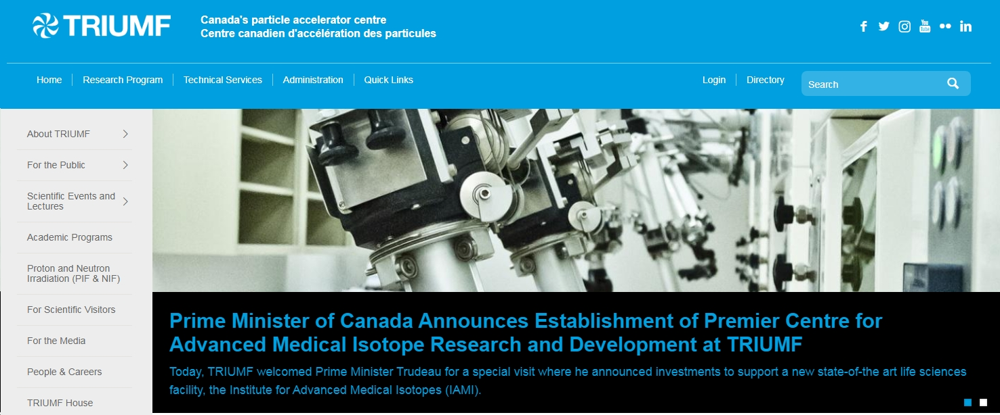 TRIUMF
Canada's particle accelerator centre
Centre canadien d'accélération des particules
You
Tube
Home
Research Program
Technical Services
Administration
Quick Links
Login
Directory
Search
About TRIUMF
For the Public
Scientific Events and
Lectures
Academic Programs
Proton and Neutron
Irradiation (PIF & NIF)
For Scientific Visitors
For the Media
People & Careers
TRIUMF House
Prime Minister of Canada Announces Establishment of Premier Centre for
Advanced Medical Isotope Research and Development at TRIUMF
Today, TRIUMF welcomed Prime Minister Trudeau for a special visit where he announced investments to support a new state-of-the art life sciences
facility, the Institute for Advanced Medical Isotopes (IAMI).